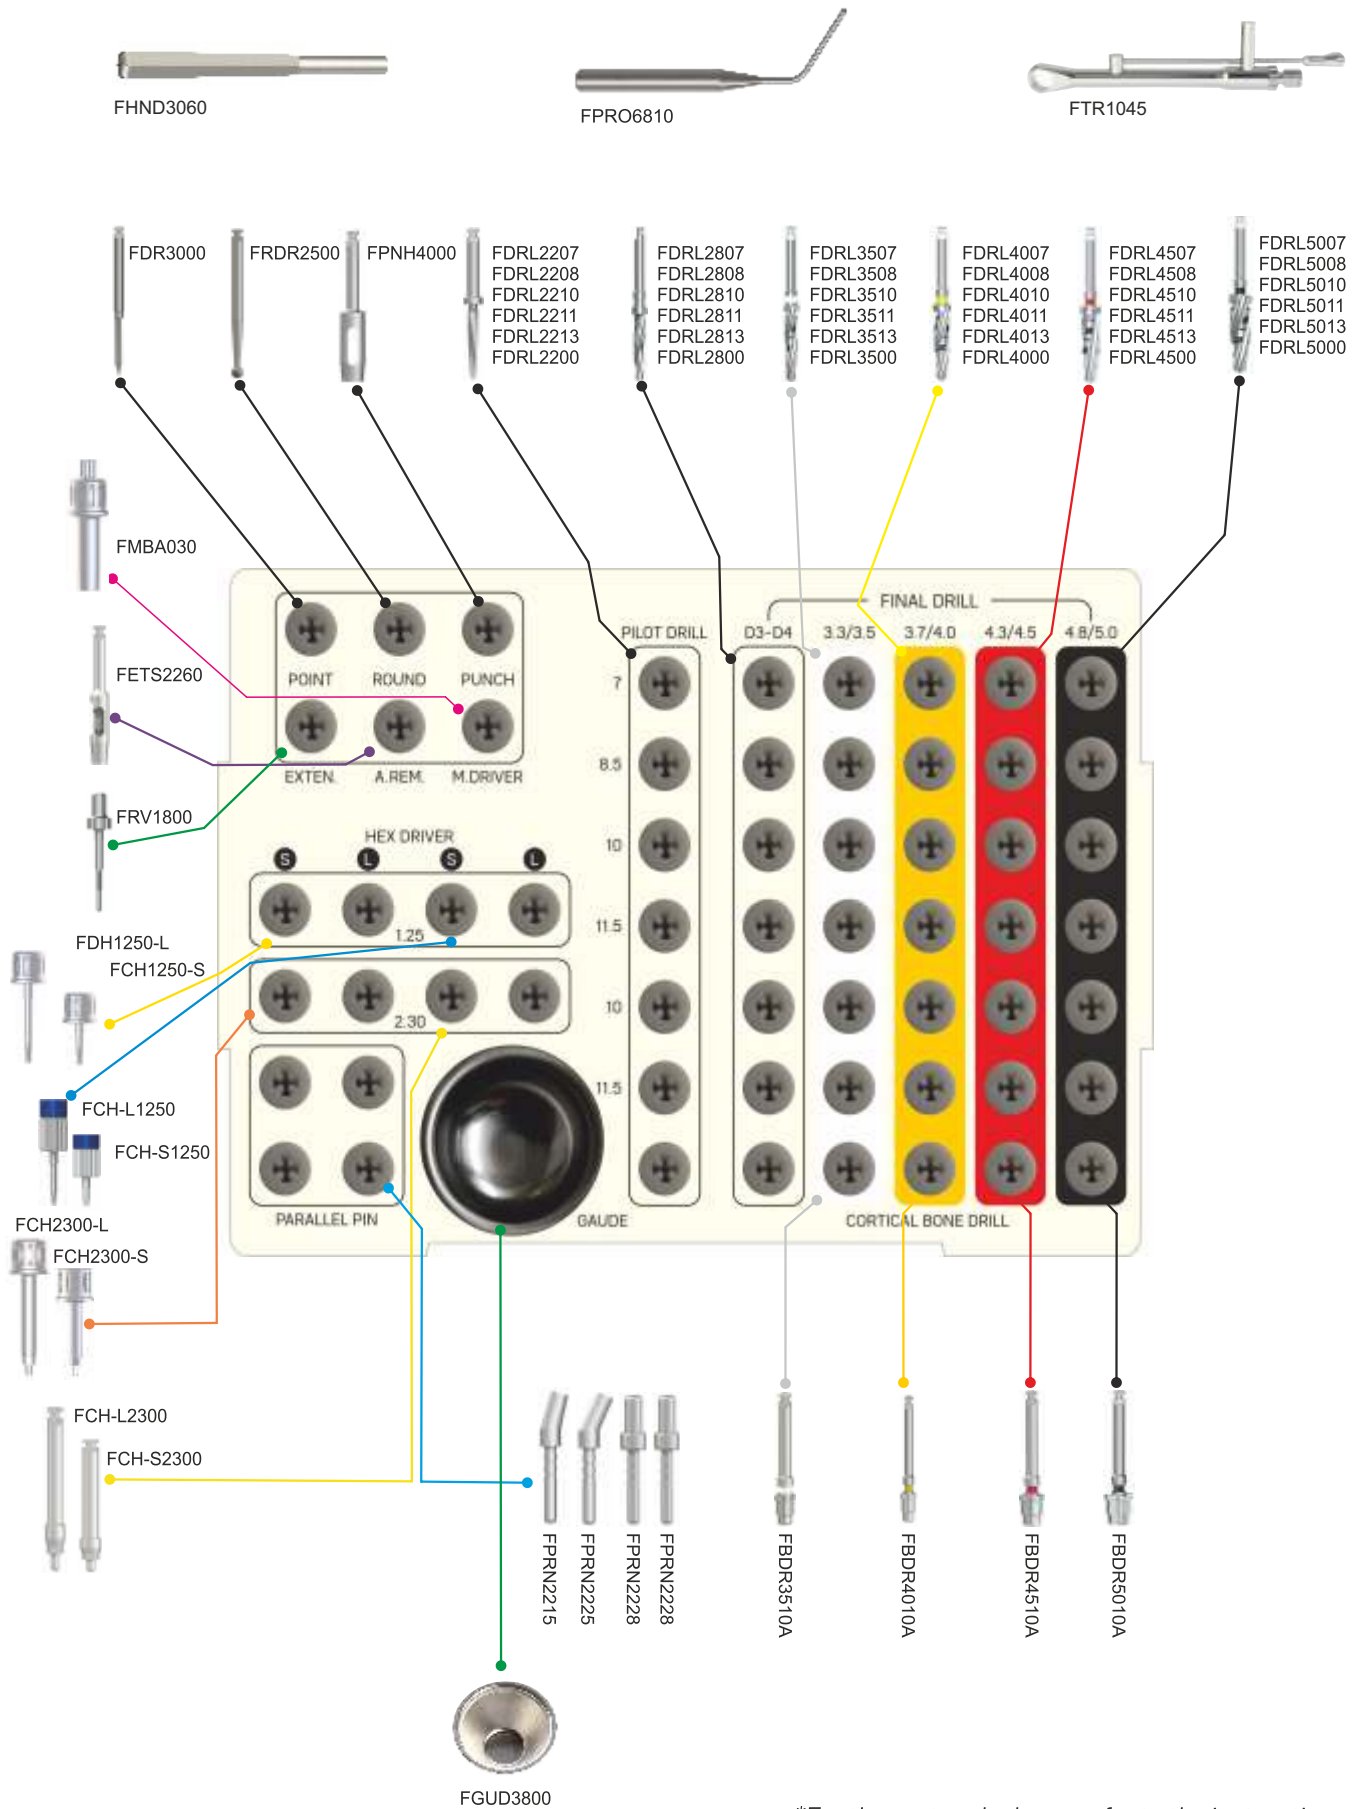 FHND3060
FPRO6810
FTR1045
FDR3000
FRDR2500
FPNH4000
FDRL2207
FDRL2208
FDRL2210
FDRL2211
FDRL2213
FDRL2200
FDRL2807
FDRL2808
FDRL2810
FDRL2811
FDRL2813
FDRL2800
FDRL3507
FDRL3508
FDRL3510
FDRL3511
FDRL3513
FDRL3500
FDRL4007
FDRL4008
FDRL4010
FDRL4011
FDRL4013
FDRL4000
FDRL4507
FDRL4508
FDRL4510
FDRL4511
FDRL4513
FDRL4500
FDRL5007
FDRL5008
FDRL5010
FDRL5011
FDRL5013
FDRL5000
FMBA030
FETS2260
FRV1800
FDH1250-L
FCH1250-S
FCH-L1250
FCH-S1250
FCH2300-L
FCH2300-S
FCH-L2300
FCH-S2300
POINT ROUND PUNCH
EXTEN. A.REM. M.DRIVER
HEX DRIVER
S L S L
1.25
2.30
PARALLEL PIN
GAUDE
FINAL DRILL
PILOT DRILL D3-D4 3.3/3.5 3.7/4.0 4.3/4.5 4.8/5.0
7
8.5
10
11.5
10
11.5
CORTICAL BONE DRILL
FPRN2215
FPRN2225
FPRN2228
FPRN2228
FBDR3510A
FBDR4010A
FBDR4510A
FBDR5010A
FGUD3800